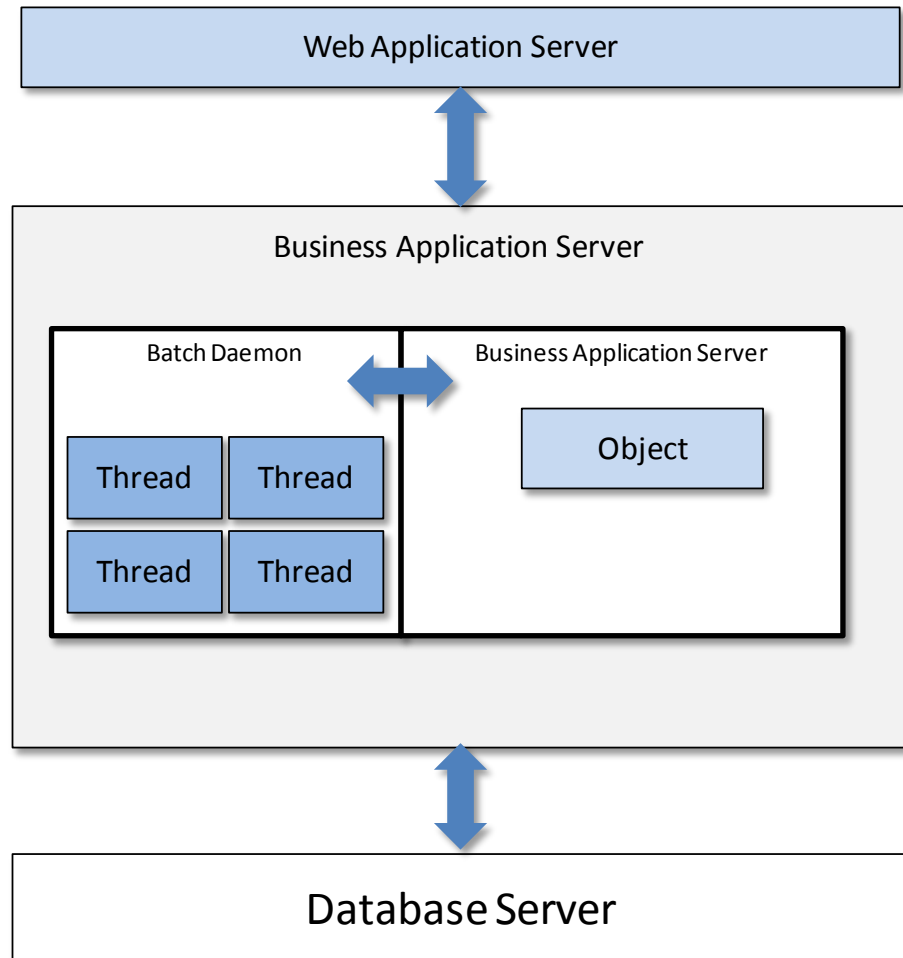 Web Application Server
Business Application Server
Batch Daemon
Business Application Server
Object
Thread
Thread
Thread
Thread
Database Server